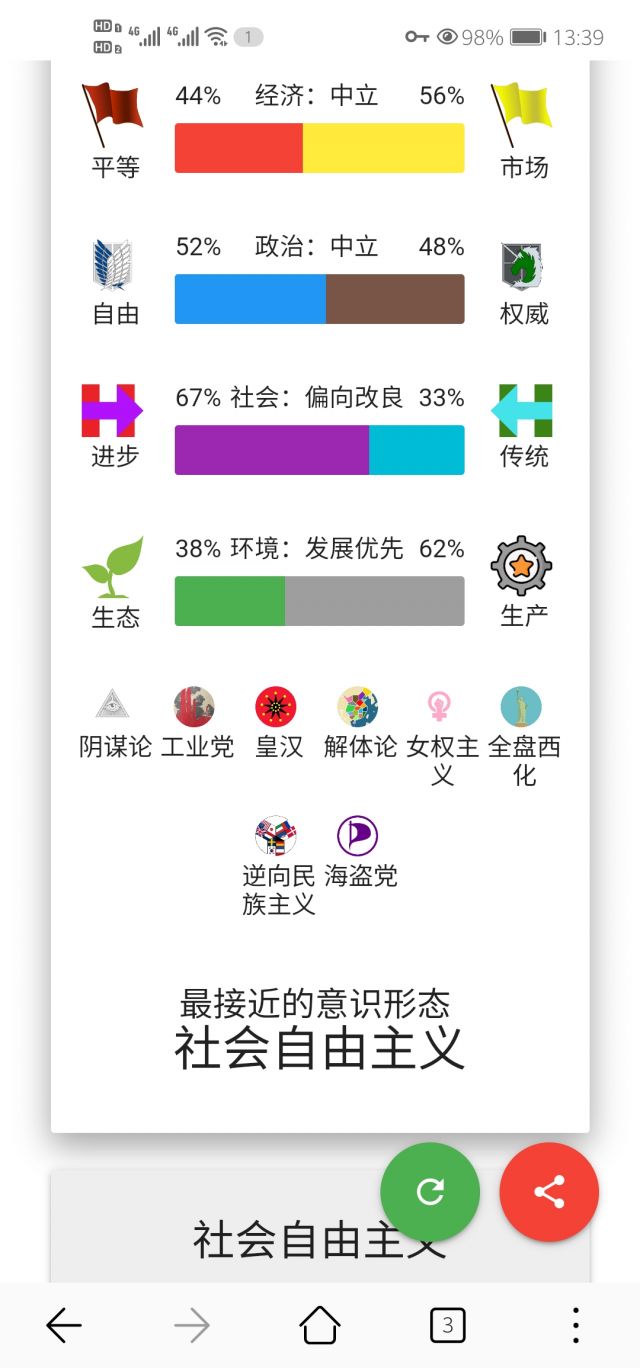 HD 1 4G 4G 1 98% 13:39
HD 2
44% 经济：中立 56%
平等 市场
52% 政治：中立 48%
自由 权威
67% 社会：偏向改良 33%
进步 传统
38% 环境：发展优先 62%
生态 生产
阴谋论 工业党 皇汉 解体论 女权主 全盘西
义 化
逆向民 海盗党
族主义
最接近的意识形态
社会自由主义
社会自由主义
3